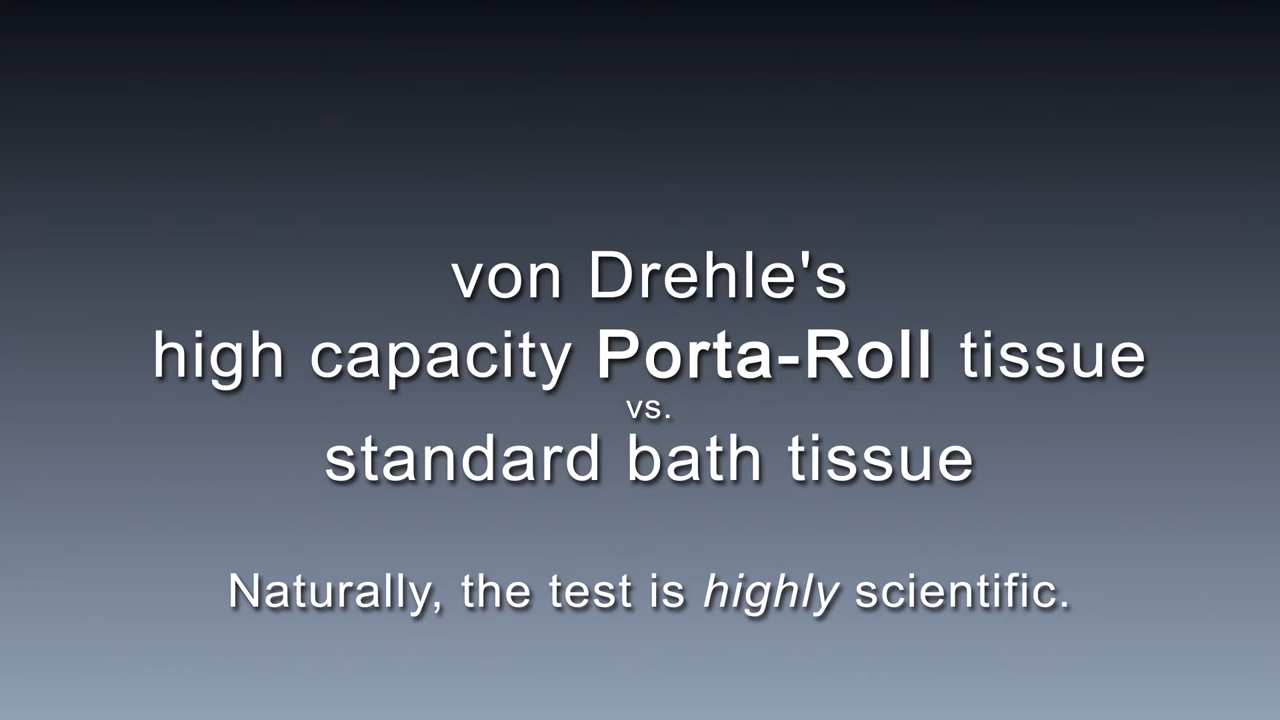 von Drehle's
high capacity Porta-Roll tissue
vs.
standard bath tissue
Naturally, the test is highly scientific.